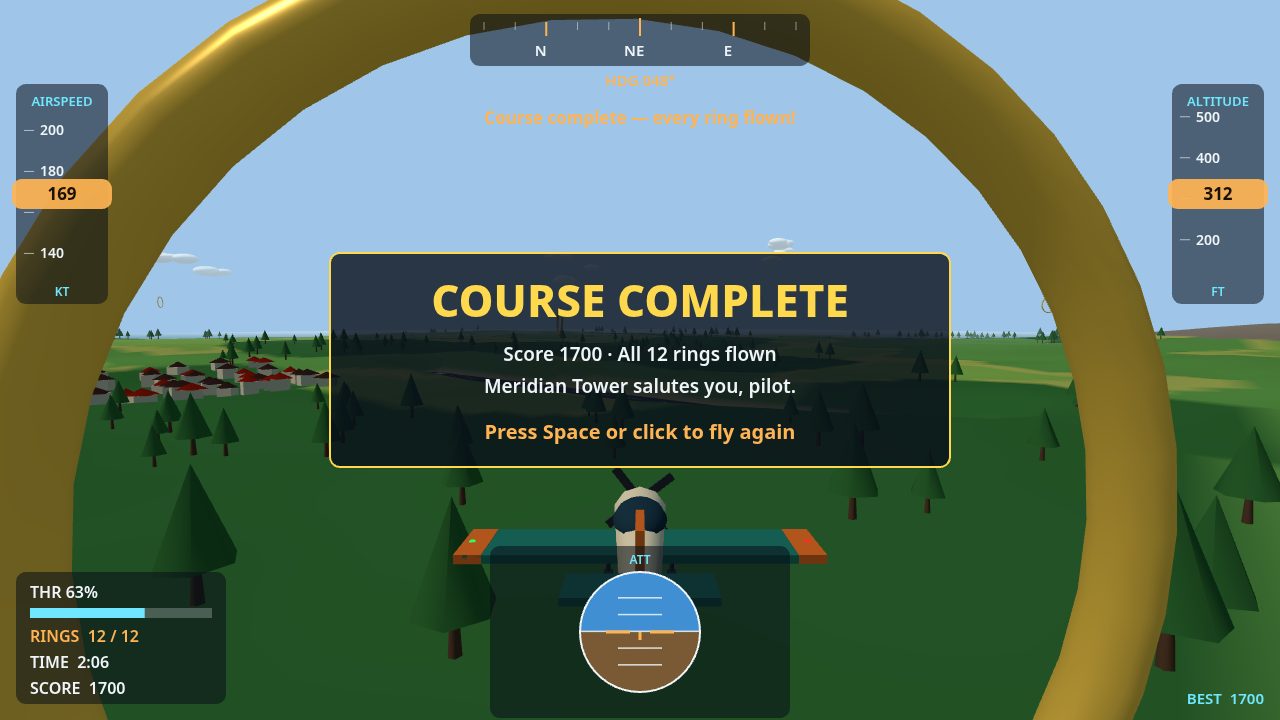 N NE E
HDG 048°
Course complete — every ring flown!
AIRSPEED
200
180
169
140
KT
ALTITUDE
500
400
312
200
FT
COURSE COMPLETE
Score 1700 · All 12 rings flown
Meridian Tower salutes you, pilot.
Press Space or click to fly again
ATT
THR 63%
RINGS 12 / 12
TIME 2:06
SCORE 1700
BEST 1700